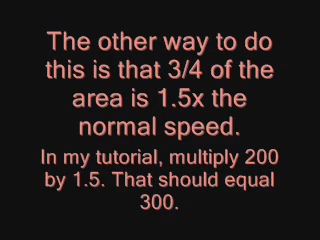 The other way to do
this is that 3/4 of the
area is 1.5x the
normal speed.
In my tutorial, multiply 200
by 1.5. That should equal
300.